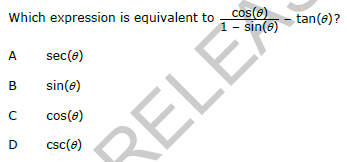 Which expression is equivalent to cos(θ) / (1 − sin(θ)) − tan(θ)?
A sec(θ)
B sin(θ)
C cos(θ)
D csc(θ)
RELEAS